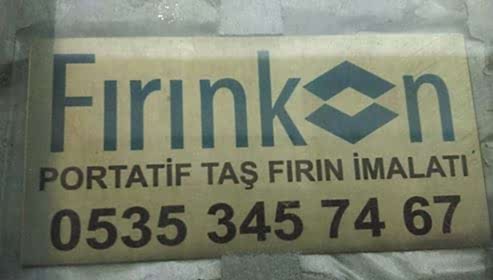 Fırınkon
PORTATİF TAŞ FIRIN İMALATI
0535 345 74 67